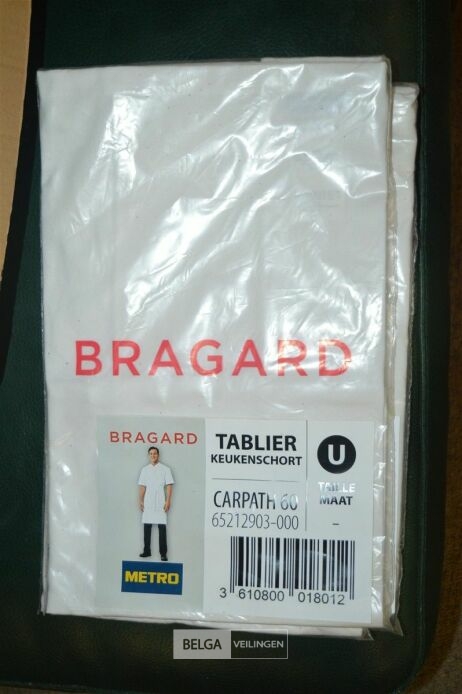 BRAGARD
BRAGARD
METRO
TABLIER
KEUKENSCHORT
CARPATH 60
65212903-000
3 610800 018012
U
TAILLE
MAAT
–
BELGA VEILINGEN